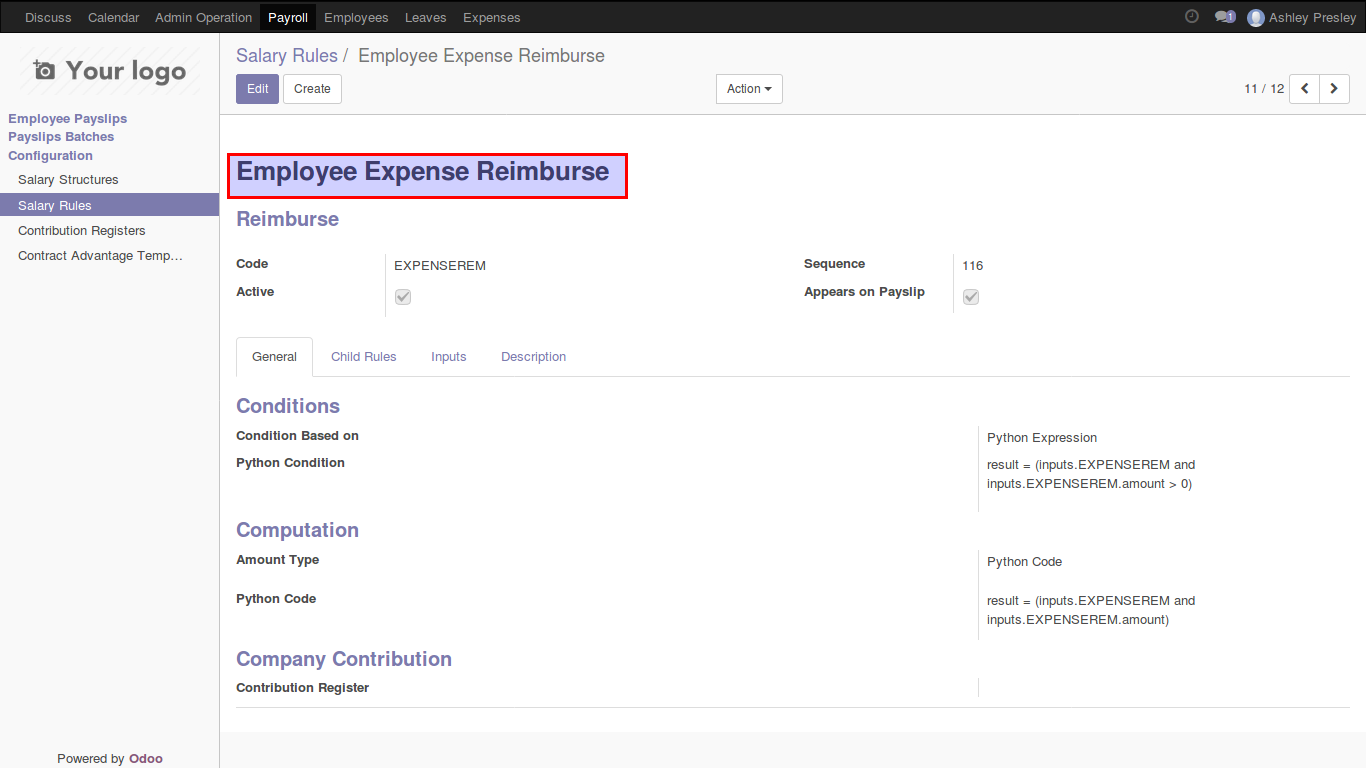 Discuss Calendar Admin Operation Payroll Employees Leaves Expenses 1 Ashley Presley
Your logo
Employee Payslips
Payslips Batches
Configuration
Salary Structures
Salary Rules
Contribution Registers
Contract Advantage Temp…
Powered by Odoo
Salary Rules / Employee Expense Reimburse
Edit Create Action 11 / 12
Employee Expense Reimburse
Reimburse
Code EXPENSEREM Sequence 116
Active Appears on Payslip
General Child Rules Inputs Description
Conditions
Condition Based on Python Expression
Python Condition result = (inputs.EXPENSEREM and
inputs.EXPENSEREM.amount > 0)
Computation
Amount Type Python Code
Python Code result = (inputs.EXPENSEREM and
inputs.EXPENSEREM.amount)
Company Contribution
Contribution Register